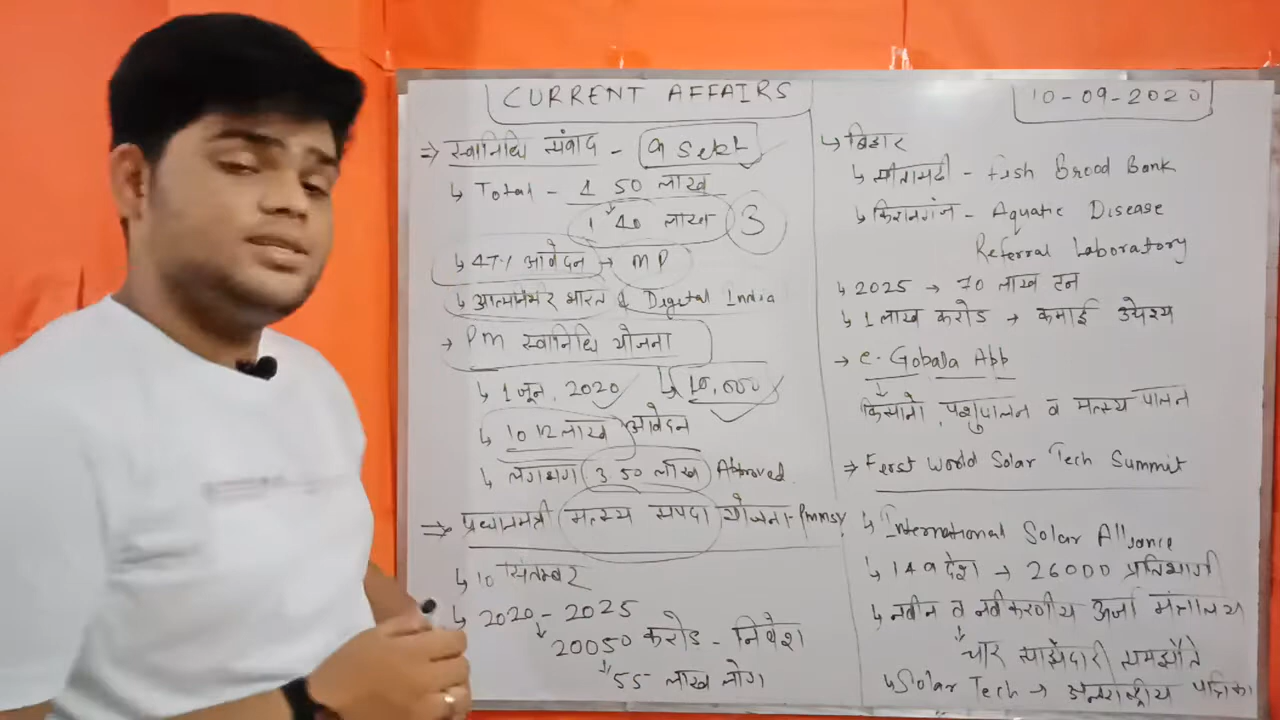 CURRENT AFFAIRS
10-09-2020
⇒ स्वानिधि संवाद - 9 Sept
↳ Total - 1 50 लाख
1 40 लाख 3
↳ 47% आवेदन → MP
↳ आत्मनिर्भर भारत & Digital India
→ PM स्वानिधि योजना
↳ 1 जून, 2020 ↳ 10,000
↳ 10 12 लाख आवेदन
↳ लगभग 3.50 लाख Approved
⇒ प्रधानमंत्री मत्स्य संपदा योजना - PMMSY
↳ 10 सितम्बर
↳ 2020 - 2025
20050 करोड - निवेश
55 लाख लोग
↳ बिहार
↳ सीतामढी - Fish Brood Bank
↳ किशनगंज - Aquatic Disease
Referral Laboratory
↳ 2025 → 70 लाख टन
↳ 1 लाख करोड → कमाई उद्देश्य
→ e-Gobala App
किसानो, पशुपालन व मत्स्य पालन
⇒ First World Solar Tech Summit
↳ International Solar Alliance
↳ 149 देश → 26000 प्रतिभागी
↳ नवीन व नवीकरणीय ऊर्जा मंत्रालय
चार साझेदारी समझौते
↳ Solar Tech → अन्तराष्ट्रीय पत्रिका